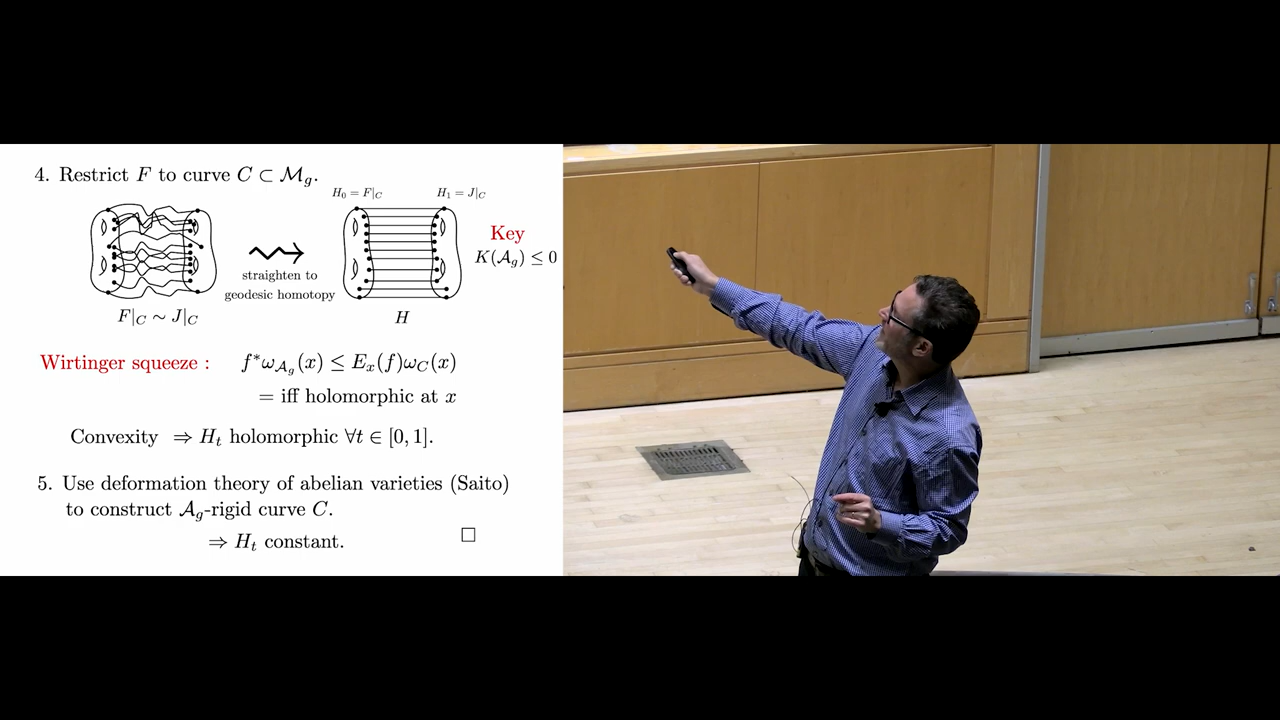 4. Restrict F to curve C ⊂ M_g.
H_0 = F|_C
H_1 = J|_C
Key
K(A_g) ≤ 0
straighten to
geodesic homotopy
F|_C ∼ J|_C
H
Wirtinger squeeze : f*ω_{A_g}(x) ≤ E_x(f)ω_C(x)
= iff holomorphic at x
Convexity ⇒ H_t holomorphic ∀t ∈ [0, 1].
5. Use deformation theory of abelian varieties (Saito)
to construct A_g-rigid curve C.
⇒ H_t constant. □